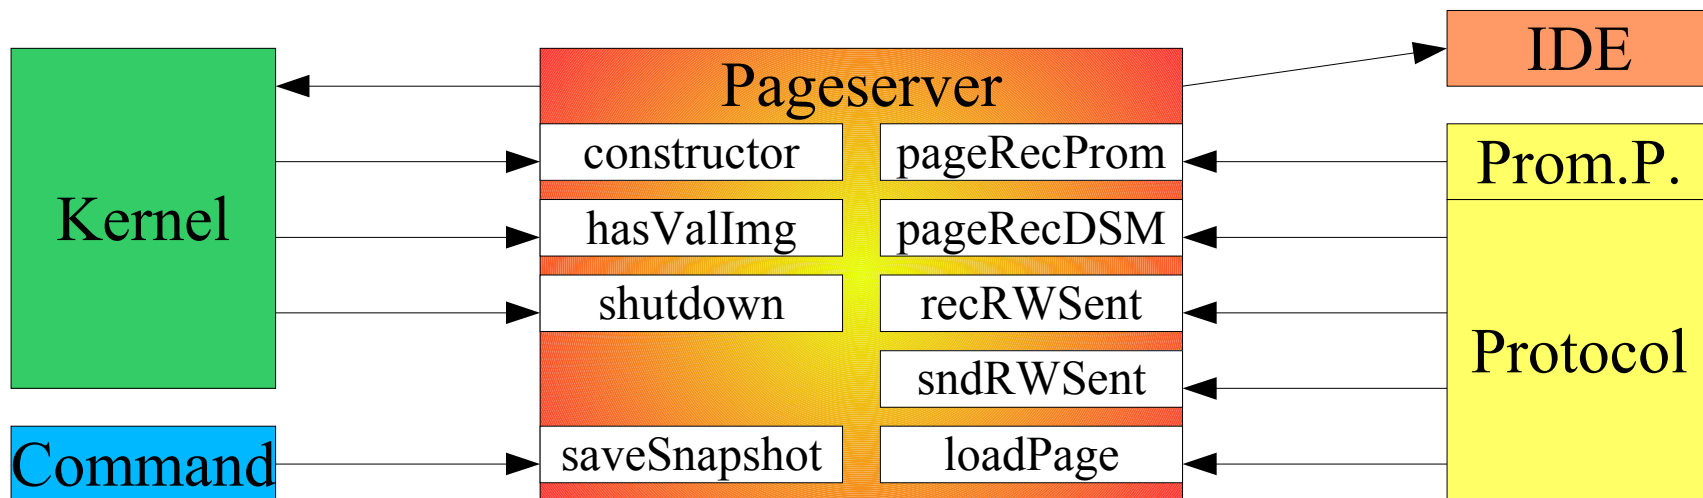 IDE
Pageserver
constructor
pageRecProm
Prom.P.
Kernel
hasValImg
pageRecDSM
shutdown
recRWSent
Protocol
sndRWSent
Command
saveSnapshot
loadPage